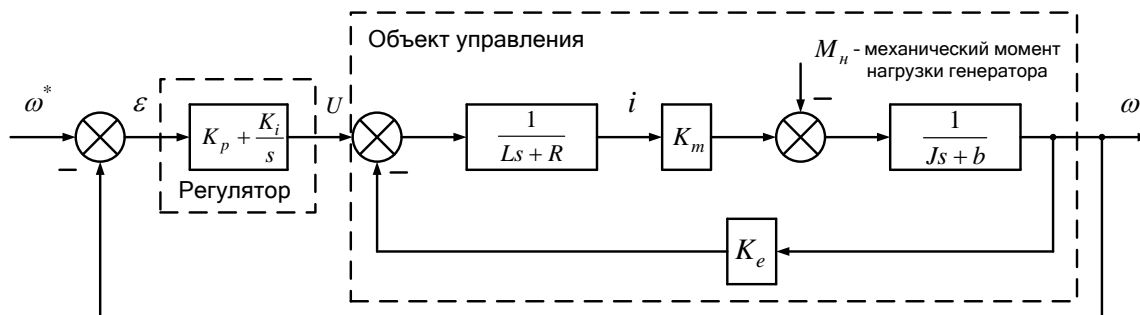 Объект управления
M_н - механический момент
нагрузки генератора
ω*
ε
K_p + K_i/s
U
1/(Ls + R)
i
K_m
1/(Js + b)
ω
Регулятор
K_e